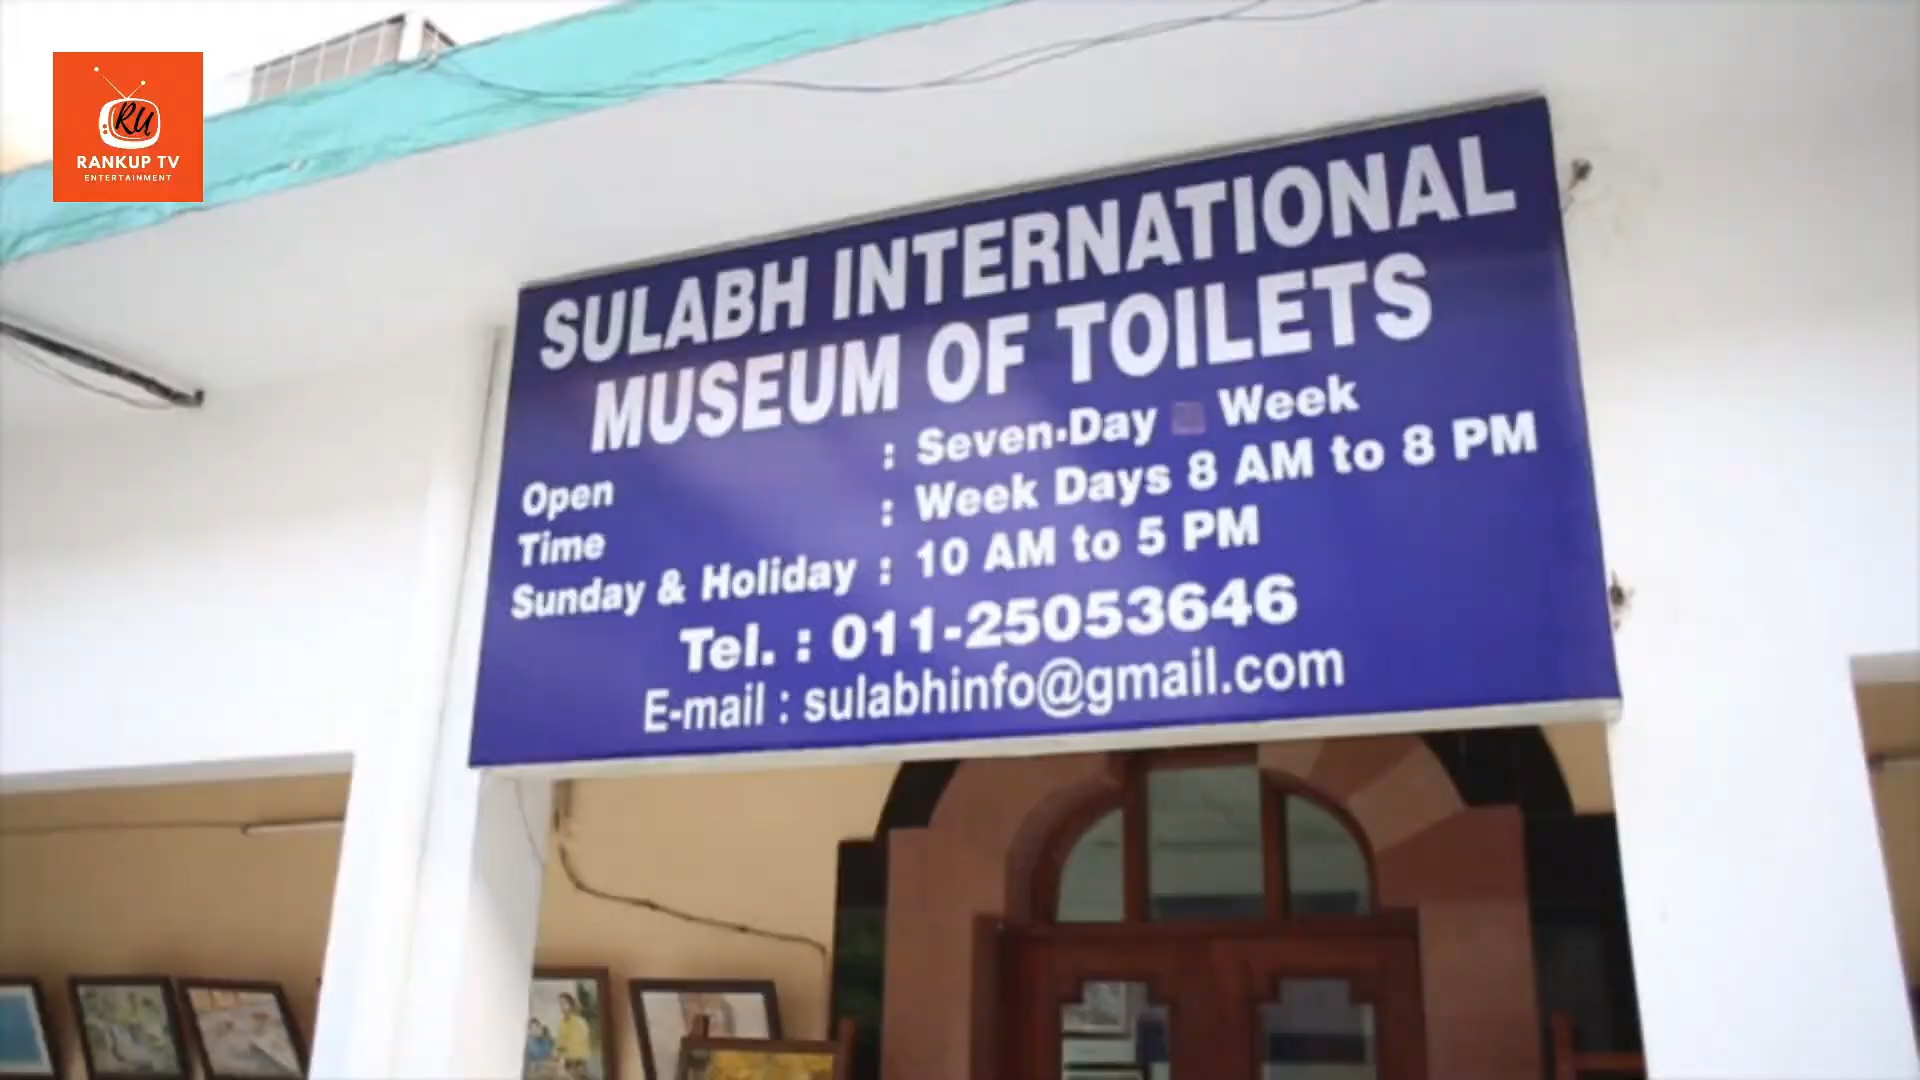 RU
RANKUP TV
ENTERTAINMENT
SULABH INTERNATIONAL
MUSEUM OF TOILETS
Open : Seven-Day Week
Time : Week Days 8 AM to 8 PM
Sunday & Holiday : 10 AM to 5 PM
Tel. : 011-25053646
E-mail : sulabhinfo@gmail.com